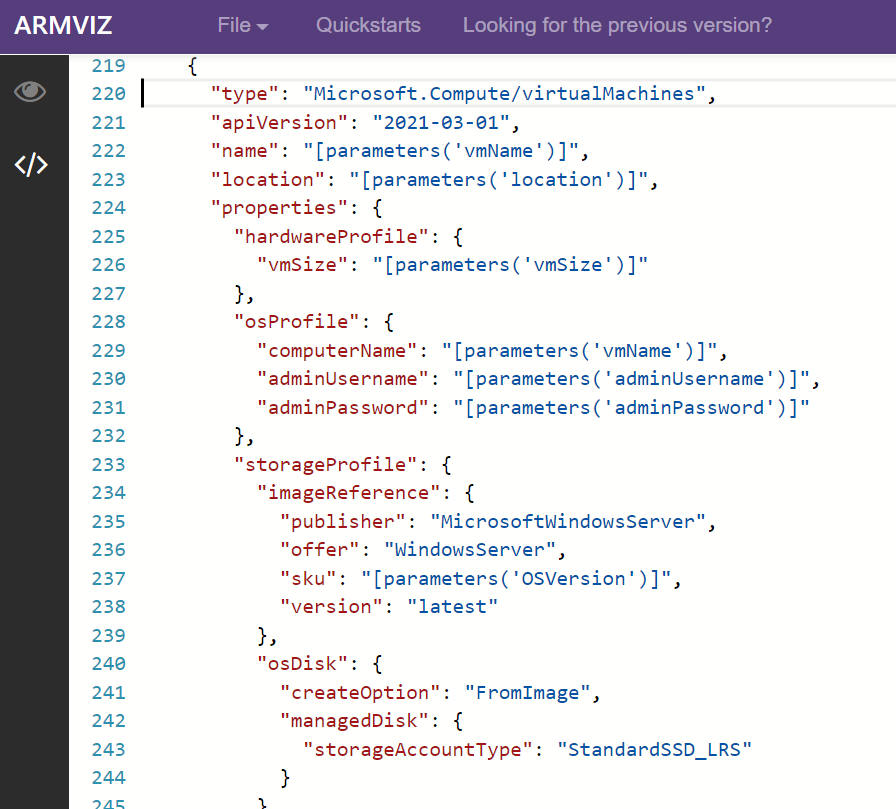 ARMVIZ File Quickstarts Looking for the previous version?
219 {
220 "type": "Microsoft.Compute/virtualMachines",
221 "apiVersion": "2021-03-01",
222 "name": "[parameters('vmName')]",
223 "location": "[parameters('location')]",
224 "properties": {
225 "hardwareProfile": {
226 "vmSize": "[parameters('vmSize')]"
227 },
228 "osProfile": {
229 "computerName": "[parameters('vmName')]",
230 "adminUsername": "[parameters('adminUsername')]",
231 "adminPassword": "[parameters('adminPassword')]"
232 },
233 "storageProfile": {
234 "imageReference": {
235 "publisher": "MicrosoftWindowsServer",
236 "offer": "WindowsServer",
237 "sku": "[parameters('OSVersion')]",
238 "version": "latest"
239 },
240 "osDisk": {
241 "createOption": "FromImage",
242 "managedDisk": {
243 "storageAccountType": "StandardSSD_LRS"
244 }
245 }